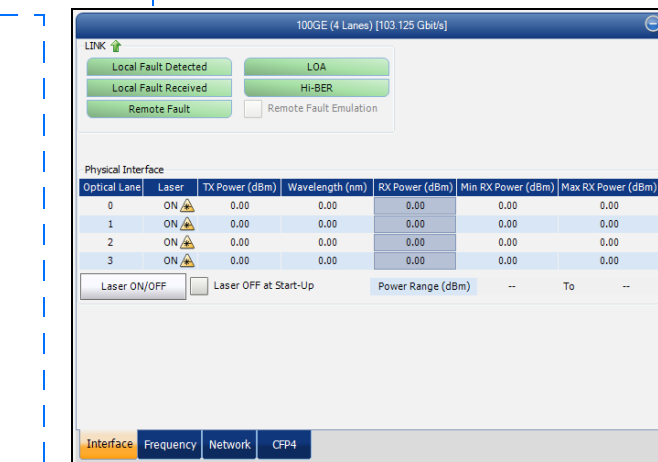 100GE (4 Lanes) [103.125 Gbit/s]
LINK
Local Fault Detected LOA
Local Fault Received Hi-BER
Remote Fault Remote Fault Emulation
Physical Interface
Optical Lane Laser TX Power (dBm) Wavelength (nm) RX Power (dBm) Min RX Power (dBm) Max RX Power (dBm)
0 ON 0.00 0.00 0.00 0.00 0.00
1 ON 0.00 0.00 0.00 0.00 0.00
2 ON 0.00 0.00 0.00 0.00 0.00
3 ON 0.00 0.00 0.00 0.00 0.00
Laser ON/OFF Laser OFF at Start-Up Power Range (dBm) -- To --
Interface Frequency Network CFP4